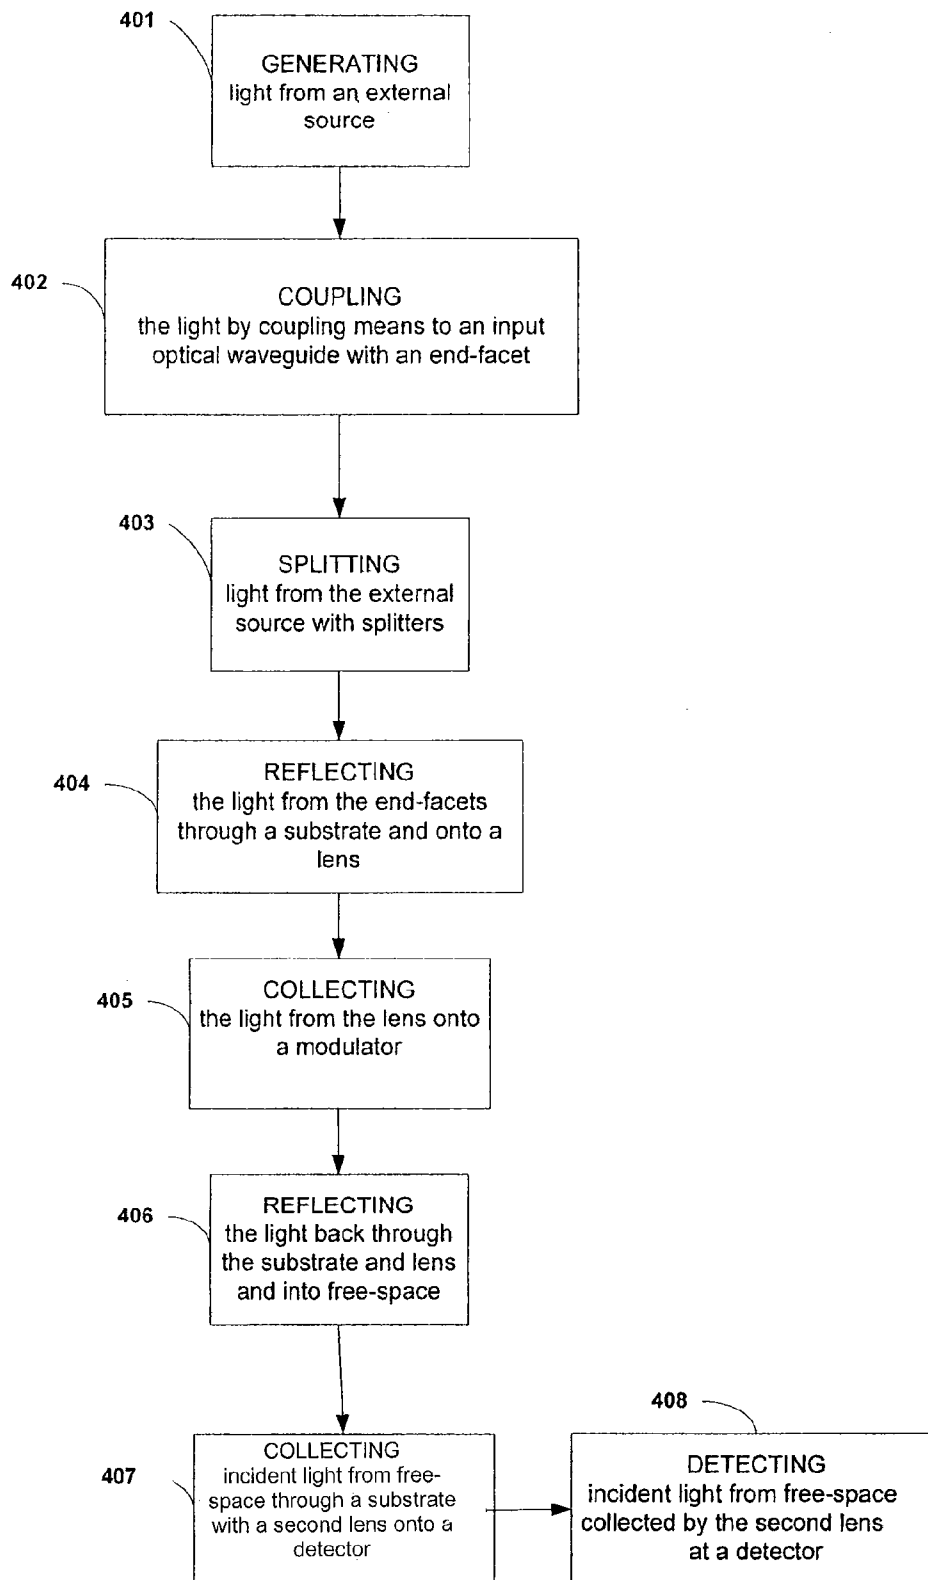 401
GENERATING
light from an external
source
402
COUPLING
the light by coupling means to an input
optical waveguide with an end-facet
403
SPLITTING
light from the external
source with splitters
404
REFLECTING
the light from the end-facets
through a substrate and onto a
lens
405
COLLECTING
the light from the lens onto
a modulator
406
REFLECTING
the light back through
the substrate and lens
and into free-space
407
COLLECTING
incident light from free-
space through a substrate
with a second lens onto a
detector
408
DETECTING
incident light from free-space
collected by the second lens
at a detector